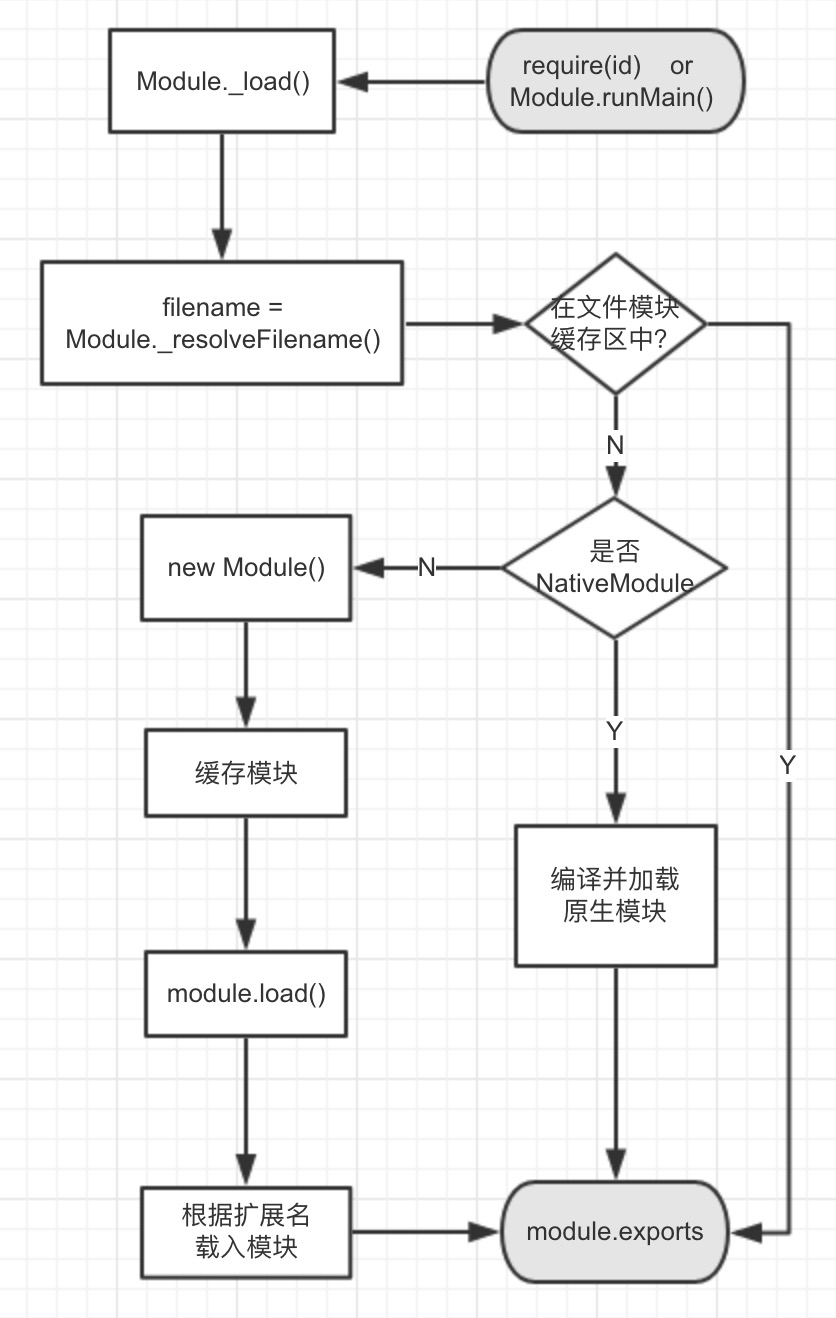 Module._load()
require(id) or
Module.runMain()
filename =
Module._resolveFilename()
在文件模块
缓存区中?
N
new Module()
N
是否
NativeModule
Y
缓存模块
Y
编译并加载
原生模块
module.load()
根据扩展名
载入模块
module.exports